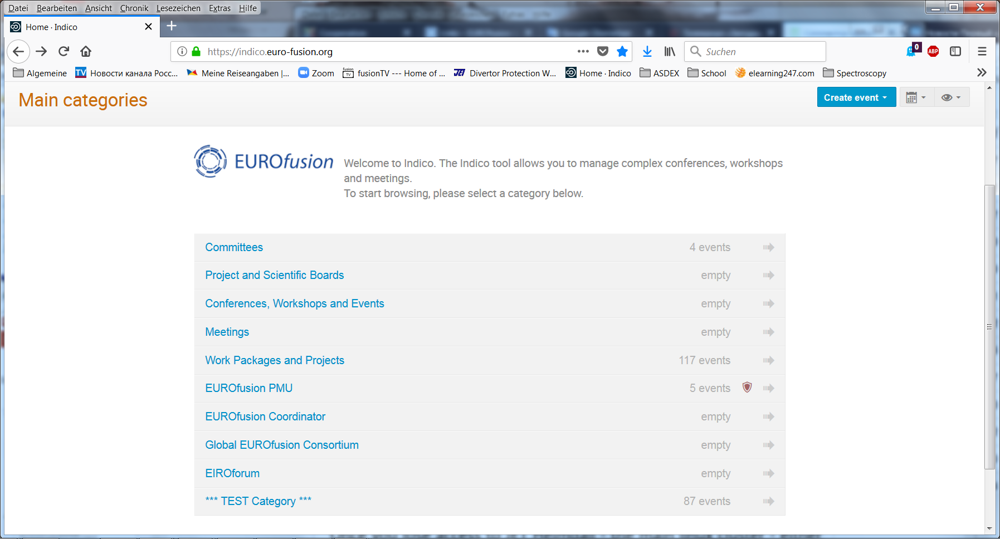 Datei Bearbeiten Ansicht Chronik Lesezeichen Extras Hilfe
Home · Indico
https://indico.euro-fusion.org
Suchen
0
ABP
Algemeine
TV Новости канала Росс...
Meine Reiseangaben |...
Zoom
fusion TV fusionTV --- Home of ...
JET Divertor Protection W...
Home · Indico
ASDEX
School
elearning247.com
Spectroscopy
Main categories
Create event
EUROfusion
Welcome to Indico. The Indico tool allows you to manage complex conferences, workshops
and meetings.
To start browsing, please select a category below.
Committees 4 events
Project and Scientific Boards empty
Conferences, Workshops and Events empty
Meetings empty
Work Packages and Projects 117 events
EUROfusion PMU 5 events
EUROfusion Coordinator empty
Global EUROfusion Consortium empty
EIROforum empty
*** TEST Category *** 87 events